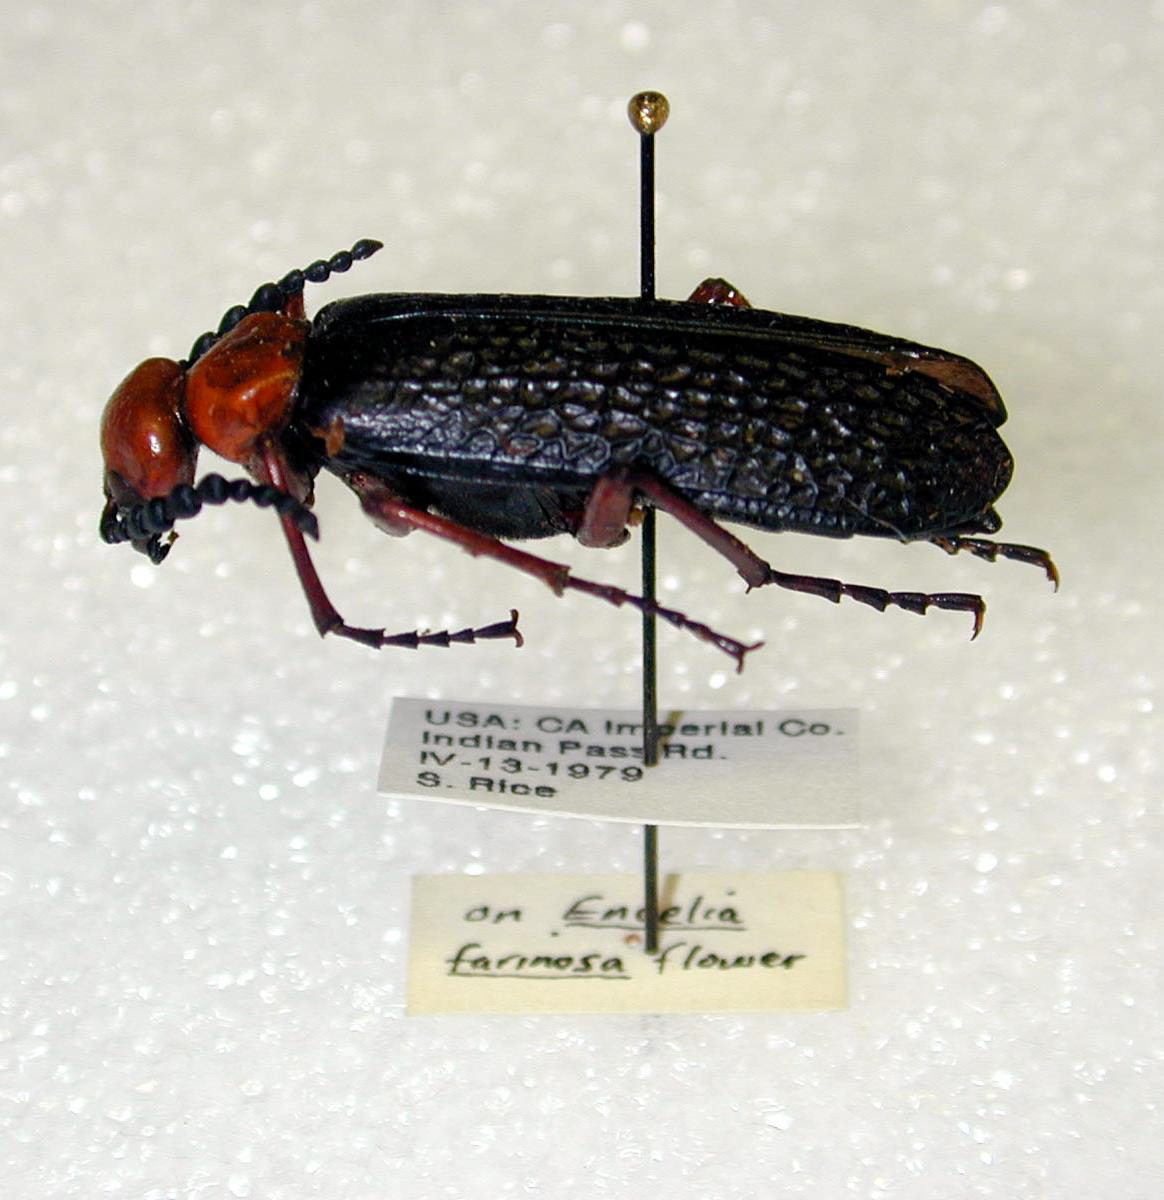 USA: CA Imperial Co.
Indian Pass Rd.
IV-13-1979
S. Rice
on Encelia
farinosa flower